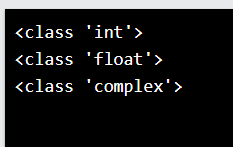 <class 'int'>
<class 'float'>
<class 'complex'>